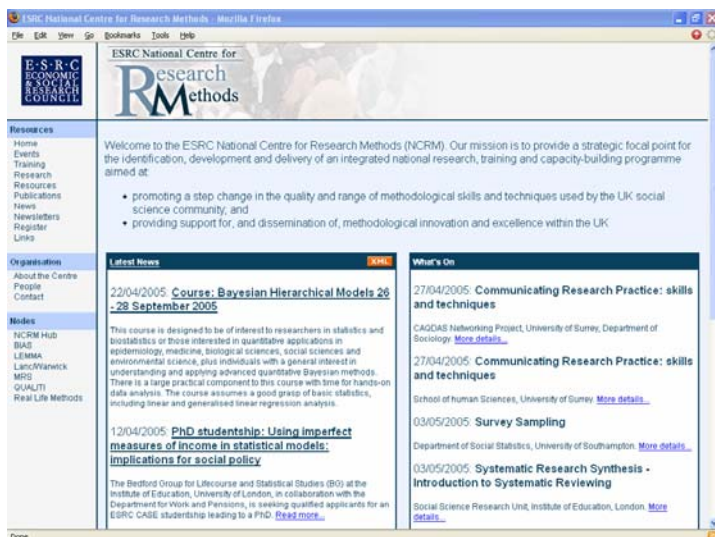 ESRC National Centre for Research Methods - Mozilla Firefox
File Edit View Go Bookmarks Tools Help
E·S·R·C
ECONOMIC
& SOCIAL
RESEARCH
COUNCIL
ESRC National Centre for
Research
Methods
Resources
Home
Events
Training
Research
Resources
Publications
News
Newsletters
Register
Links
Organisation
About the Centre
People
Contact
Nodes
NCRM Hub
BIAS
LEMMA
Lanc/Warwick
MRS
QUALITI
Real Life Methods
Welcome to the ESRC National Centre for Research Methods (NCRM). Our mission is to provide a strategic focal point for
the identification, development and delivery of an integrated national research, training and capacity-building programme
aimed at:
• promoting a step change in the quality and range of methodological skills and techniques used by the UK social
science community; and
• providing support for, and dissemination of, methodological innovation and excellence within the UK
Latest News XML
22/04/2005: Course: Bayesian Hierarchical Models 26
- 28 September 2005
This course is designed to be of interest to researchers in statistics and
biostatistics or those interested in quantitative applications in
epidemiology, medicine, biological sciences, social sciences and
environmental science, plus individuals with a general interest in
understanding and applying advanced quantitative Bayesian methods.
There is a large practical component to this course with time for hands-on
data analysis. The course assumes a good grasp of basic statistics,
including linear and generalised linear regression analysis.
12/04/2005: PhD studentship: Using imperfect
measures of income in statistical models:
implications for social policy
The Bedford Group for Lifecourse and Statistical Studies (BG) at the
Institute of Education, University of London, in collaboration with the
Department for Work and Pensions, is seeking qualified applicants for an
ESRC CASE studentship leading to a PhD. Read more...
What's On
27/04/2005: Communicating Research Practice: skills
and techniques
CAQDAS Networking Project, University of Surrey, Department of
Sociology. More details...
27/04/2005: Communicating Research Practice: skills
and techniques
School of human Sciences, University of Surrey. More details...
03/05/2005: Survey Sampling
Department of Social Statistics, University of Southampton. More details...
03/05/2005: Systematic Research Synthesis -
Introduction to Systematic Reviewing
Social Science Research Unit, Institute of Education, London. More
details...
Done